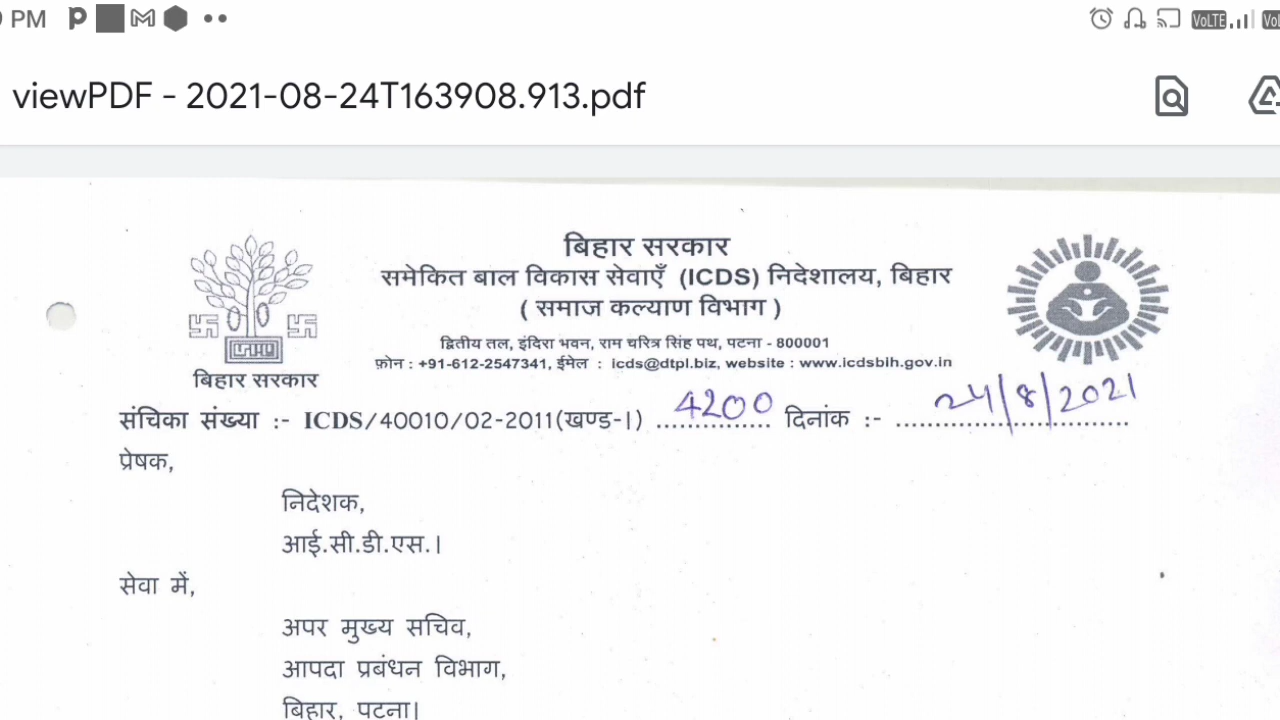 PM
VoLTE
viewPDF - 2021-08-24T163908.913.pdf
बिहार सरकार
समेकित बाल विकास सेवाएँ (ICDS) निदेशालय, बिहार
( समाज कल्याण विभाग )
द्वितीय तल, इंदिरा भवन, राम चरित्र सिंह पथ, पटना - 800001
फ़ोन : +91-612-2547341, ईमेल : icds@dtpl.biz, website : www.icdsbih.gov.in
बिहार सरकार
संचिका संख्या :- ICDS/40010/02-2011(खण्ड-I) 4200 दिनांक :- 24/8/2021
प्रेषक,
निदेशक,
आई.सी.डी.एस.।
सेवा में,
अपर मुख्य सचिव,
आपदा प्रबंधन विभाग,
बिहार, पटना।